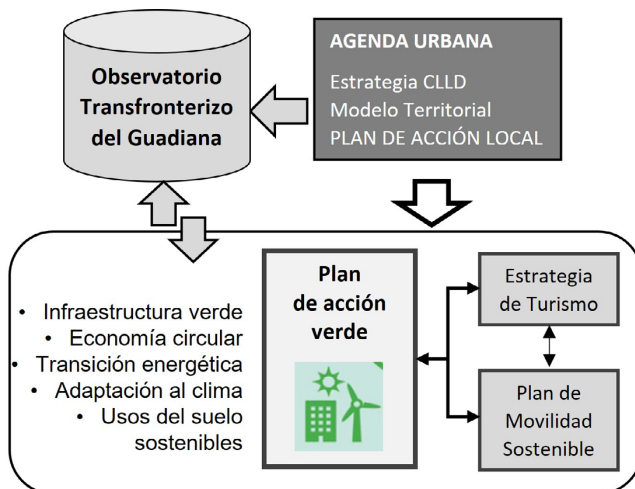 Observatorio
Transfronterizo
del Guadiana
AGENDA URBANA
Estrategia CLLD
Modelo Territorial
PLAN DE ACCIÓN LOCAL
• Infraestructura verde
• Economía circular
• Transición energética
• Adaptación al clima
• Usos del suelo
sostenibles
Plan
de acción
verde
Estrategia
de Turismo
Plan de
Movilidad
Sostenible